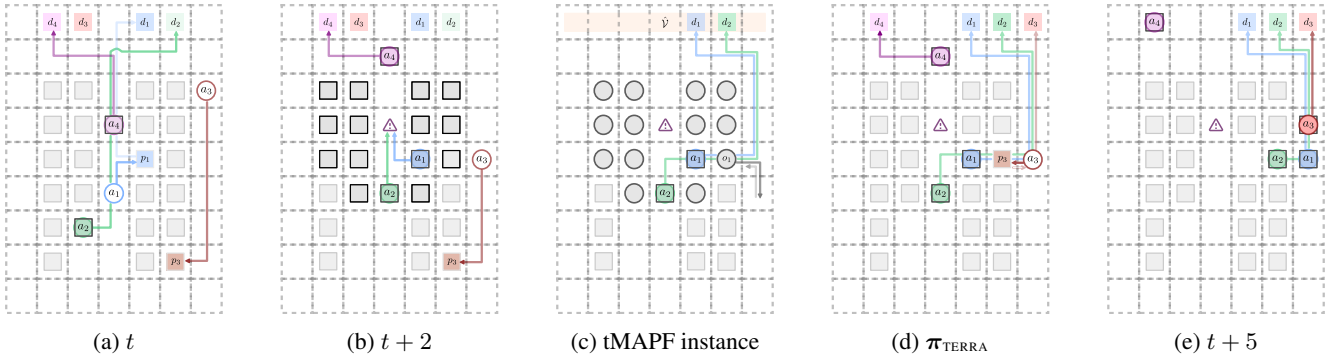 d4 d3 d1 d2
a3
a4
p1
a1
a2
p3
(a) t
d4 d3 d1 d2
a4
a1 a3
a2
p3
(b) t + 2
𝒱̂ d1 d2
a1 o1
a2
(c) tMAPF instance
d4 d1 d2 d3
a4
a1 p3 a3
a2
(d) π_TERRA
a4 d1 d2 d3
a3
a2 a1
(e) t + 5